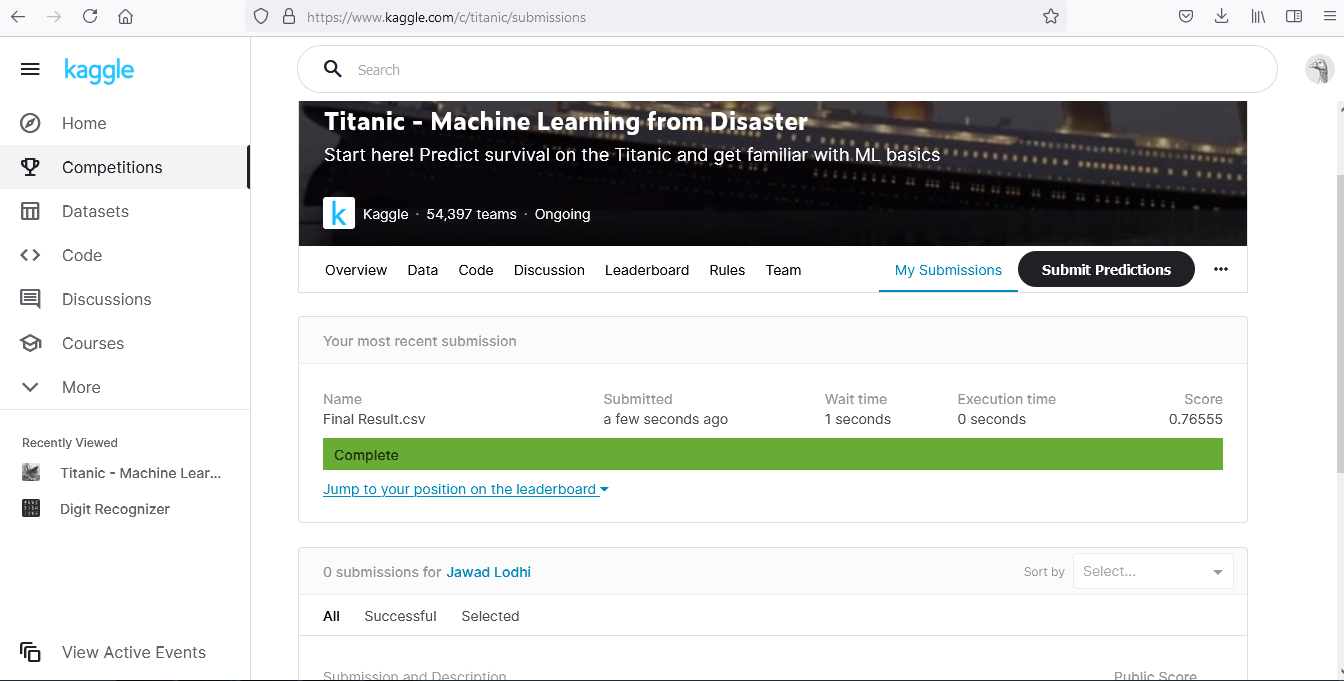 https://www.kaggle.com/c/titanic/submissions
kaggle
Search
Home
Competitions
Datasets
Code
Discussions
Courses
More
Recently Viewed
Titanic - Machine Lear...
Digit Recognizer
View Active Events
Titanic - Machine Learning from Disaster
Start here! Predict survival on the Titanic and get familiar with ML basics
k Kaggle · 54,397 teams · Ongoing
Overview Data Code Discussion Leaderboard Rules Team My Submissions Submit Predictions
Your most recent submission
Name Submitted Wait time Execution time Score
Final Result.csv a few seconds ago 1 seconds 0 seconds 0.76555
Complete
Jump to your position on the leaderboard
0 submissions for Jawad Lodhi Sort by Select...
All Successful Selected
Submission and Description Public Score